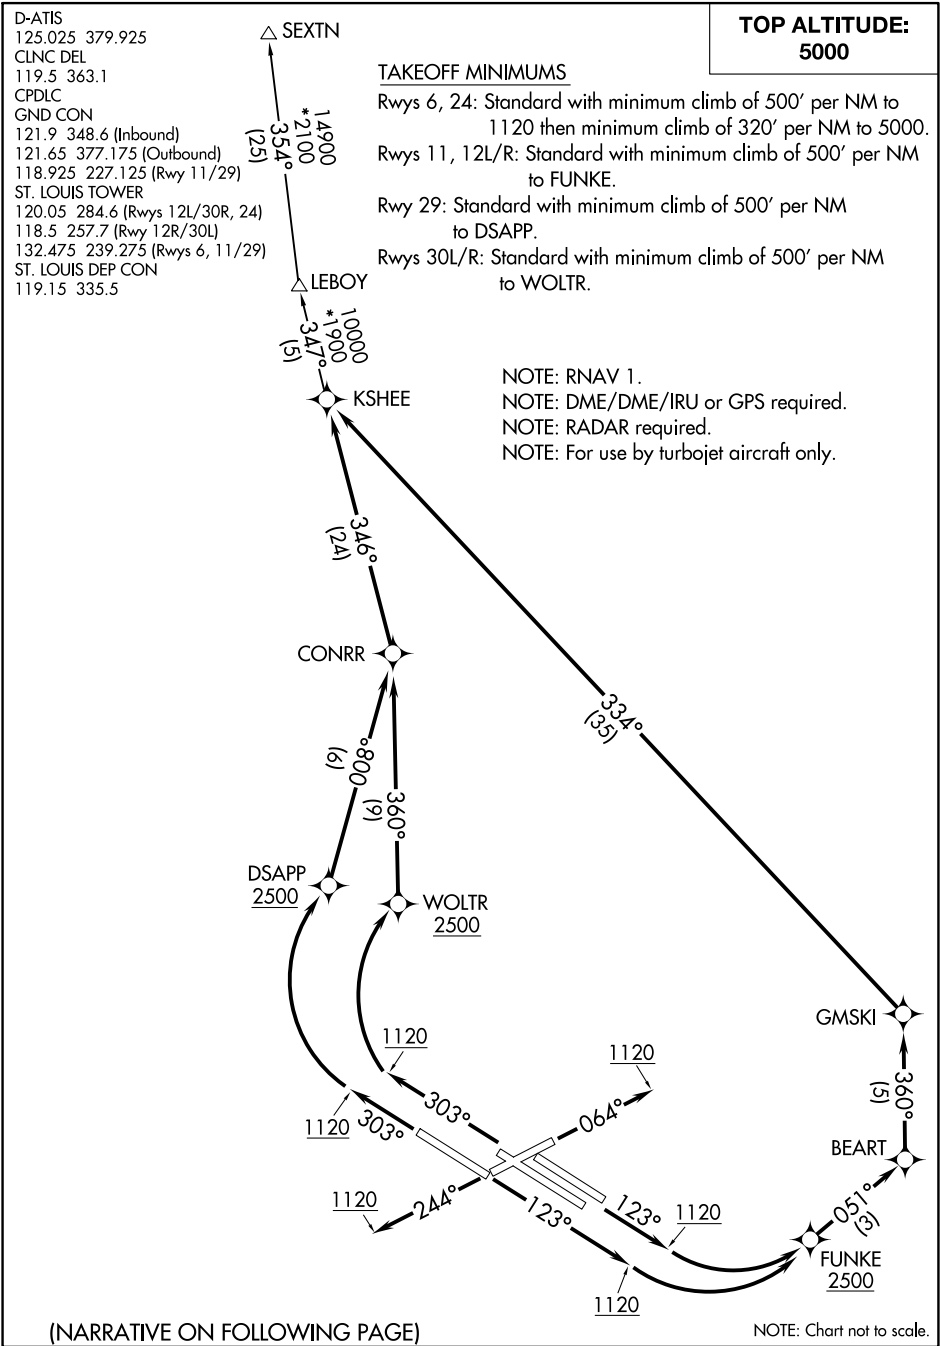 D-ATIS
125.025 379.925
CLNC DEL
119.5 363.1
CPDLC
GND CON
121.9 348.6 (Inbound)
121.65 377.175 (Outbound)
118.925 227.125 (Rwy 11/29)
ST. LOUIS TOWER
120.05 284.6 (Rwys 12L/30R, 24)
118.5 257.7 (Rwy 12R/30L)
132.475 239.275 (Rwys 6, 11/29)
ST. LOUIS DEP CON
119.15 335.5
TOP ALTITUDE:
5000
TAKEOFF MINIMUMS
Rwys 6, 24: Standard with minimum climb of 500' per NM to
1120 then minimum climb of 320' per NM to 5000.
Rwys 11, 12L/R: Standard with minimum climb of 500' per NM
to FUNKE.
Rwy 29: Standard with minimum climb of 500' per NM
to DSAPP.
Rwys 30L/R: Standard with minimum climb of 500' per NM
to WOLTR.
NOTE: RNAV 1.
NOTE: DME/DME/IRU or GPS required.
NOTE: RADAR required.
NOTE: For use by turbojet aircraft only.
SEXTN
14900
*2100
354°
(25)
LEBOY
10000
*1900
347°
(5)
KSHEE
346°
(24)
334°
(35)
CONRR
008°
(6)
360°
(9)
DSAPP
2500
WOLTR
2500
GMSKI
360°
(5)
BEART
051°
(3)
FUNKE
2500
1120
303°
1120
303°
1120
064°
1120
244°
123°
1120
123°
1120
(NARRATIVE ON FOLLOWING PAGE)
NOTE: Chart not to scale.